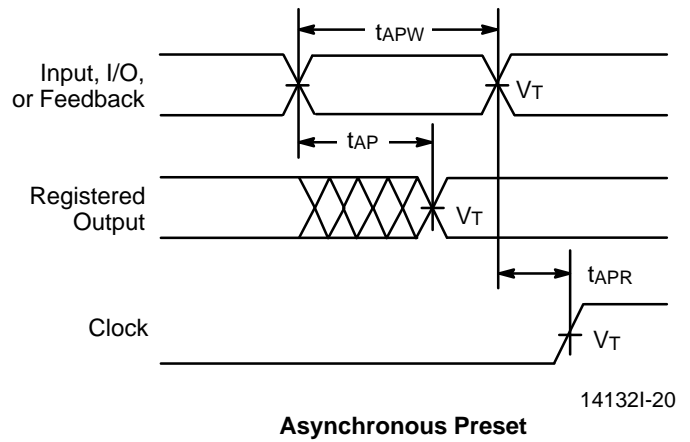 tAPW
Input, I/O,
or Feedback
VT
tAP
Registered
Output
VT
tAPR
Clock
VT
14132I-20
Asynchronous Preset